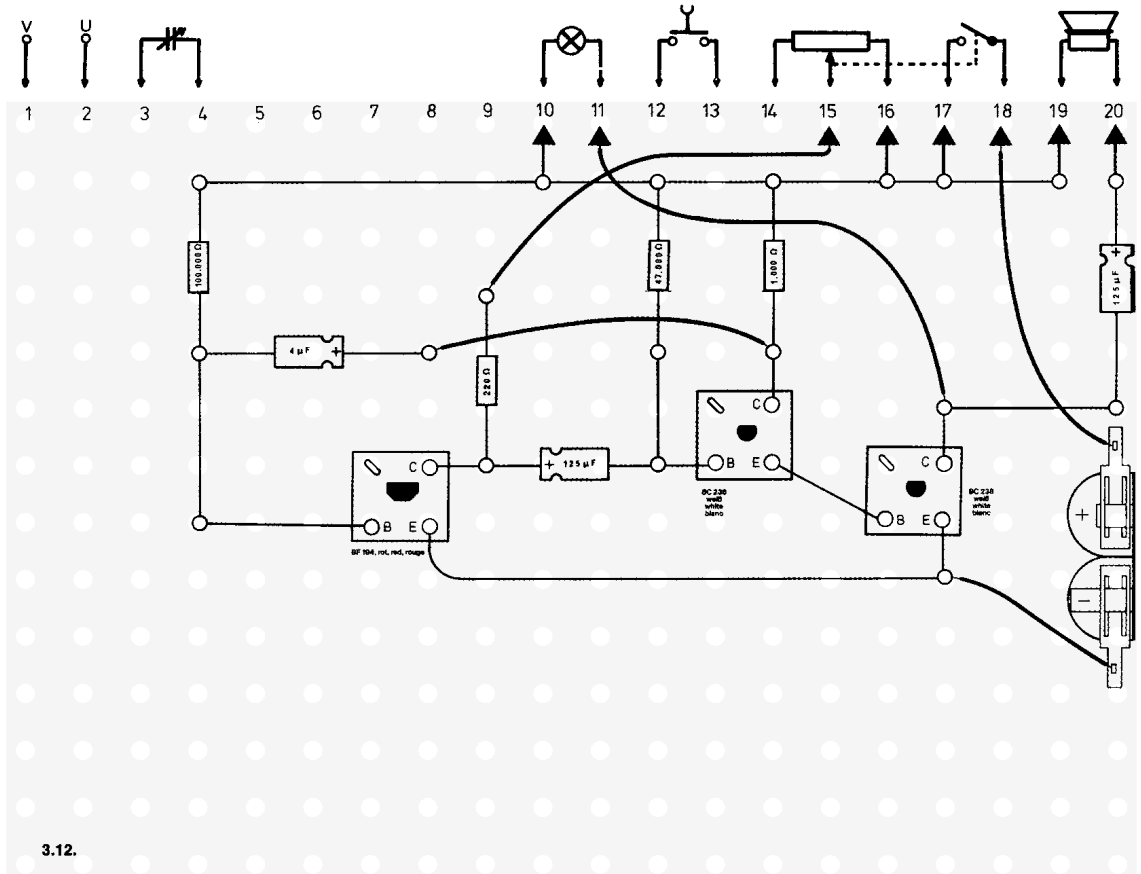 V U
1 2 3 4 5 6 7 8 9 10 11 12 13 14 15 16 17 18 19 20
100.000 Ω
47.000 Ω
1.000 Ω
+ 125 µF
4 µF +
220 Ω
C
B E
BC 238
weiß
white
blanc
+ 125 µF
C
B E
BF 194, rot, red, rouge
C
B E
BC 238
weiß
white
blanc
+
−
3.12.